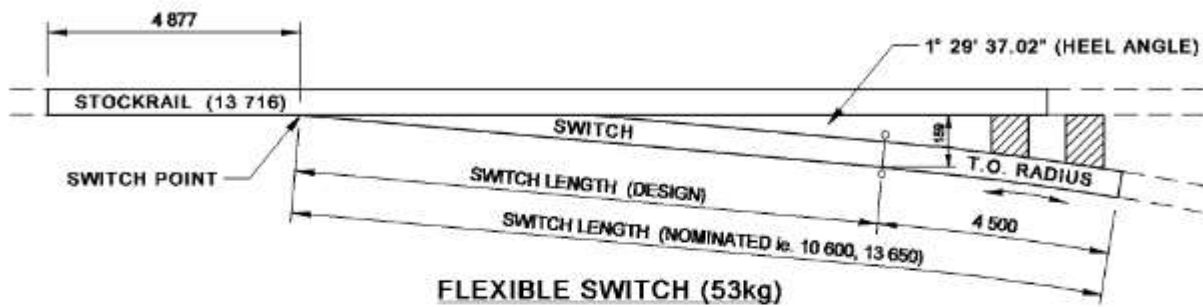 4 877
1° 29' 37.02" (HEEL ANGLE)
STOCKRAIL (13 716)
SWITCH
159
T.O. RADIUS
SWITCH POINT
SWITCH LENGTH (DESIGN)
4 500
SWITCH LENGTH (NOMINATED ie. 10 600, 13 650)
FLEXIBLE SWITCH (53kg)